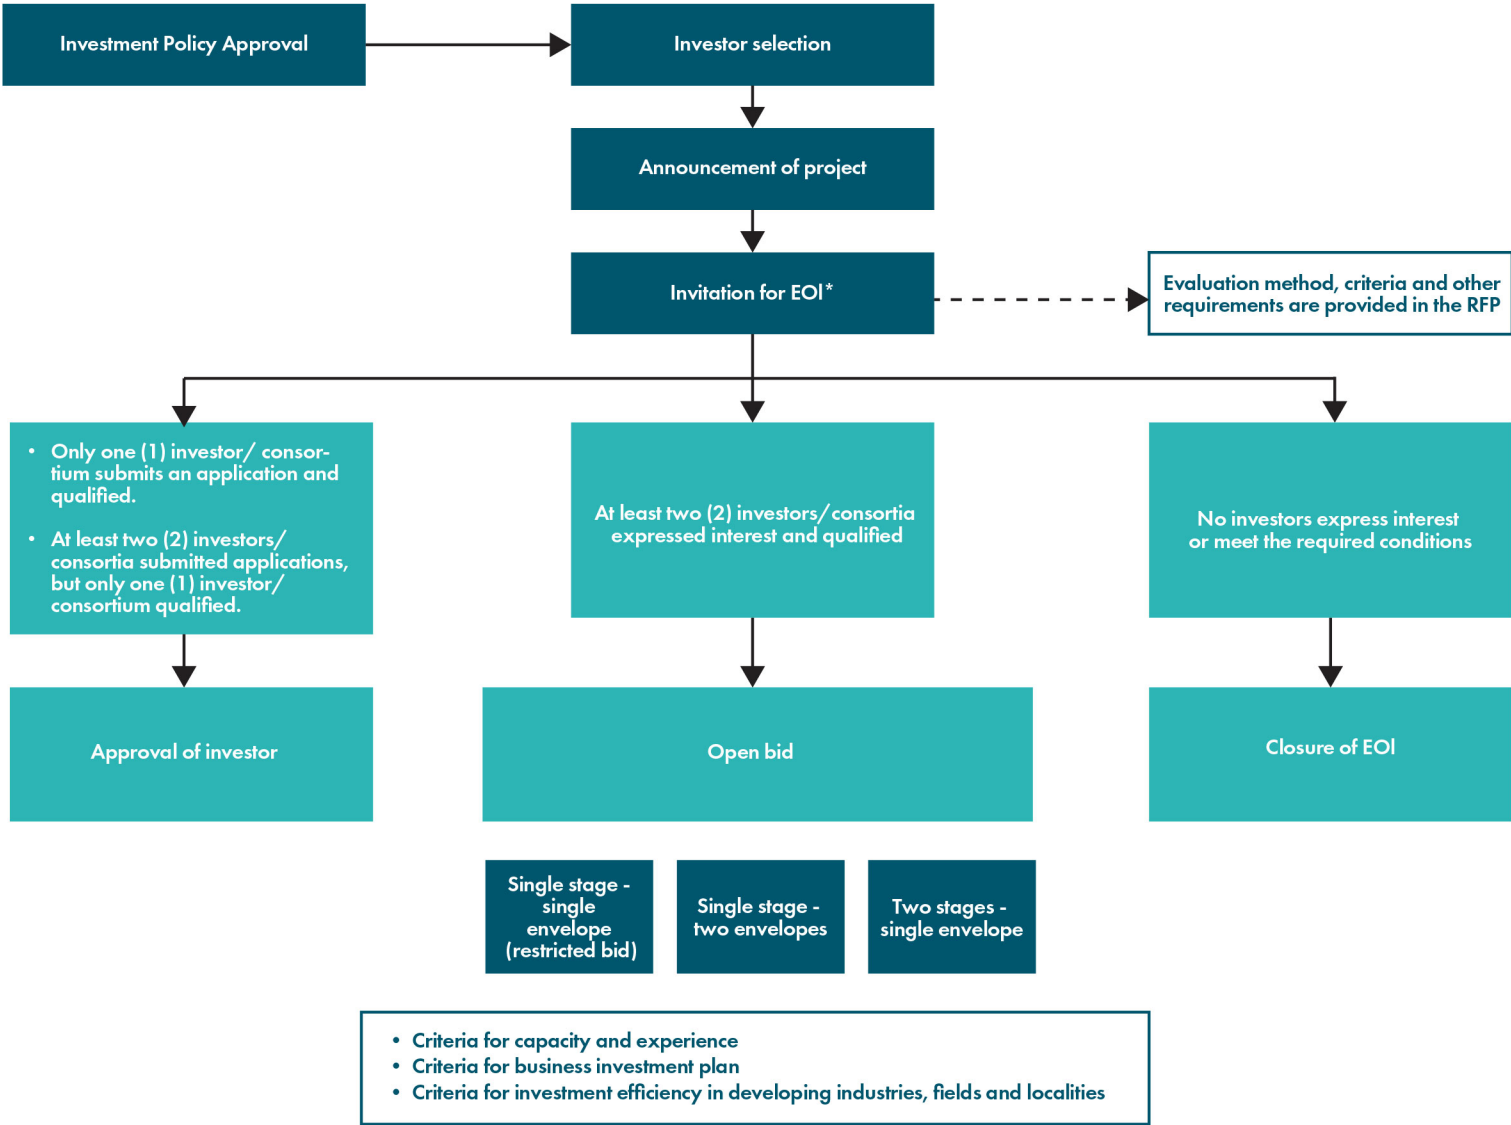 Investment Policy Approval
Investor selection
Announcement of project
Invitation for EOI*
Evaluation method, criteria and other
requirements are provided in the RFP
• Only one (1) investor/ consor-
tium submits an application and
qualified.
• At least two (2) investors/
consortia submitted applications,
but only one (1) investor/
consortium qualified.
At least two (2) investors/consortia
expressed interest and qualified
No investors express interest
or meet the required conditions
Approval of investor
Open bid
Closure of EOI
Single stage -
single
envelope
(restricted bid)
Single stage -
two envelopes
Two stages -
single envelope
• Criteria for capacity and experience
• Criteria for business investment plan
• Criteria for investment efficiency in developing industries, fields and localities